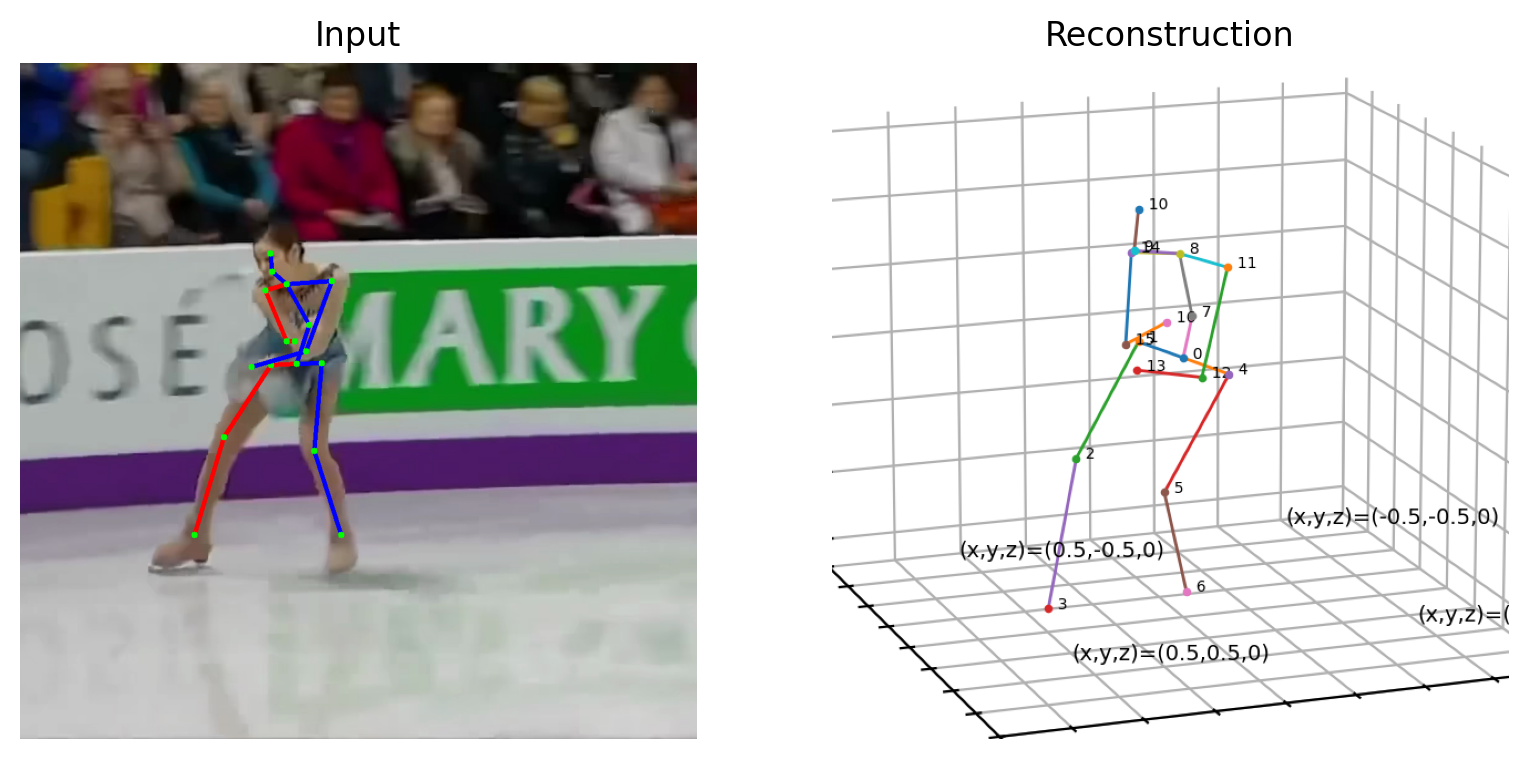 Input
Reconstruction
OSÉ MARY
10
14
9
8
11
7
16
15
1
0
13
12
4
2
5
3
6
(x,y,z)=(-0.5,-0.5,0)
(x,y,z)=(0.5,-0.5,0)
(x,y,z)=(
(x,y,z)=(0.5,0.5,0)